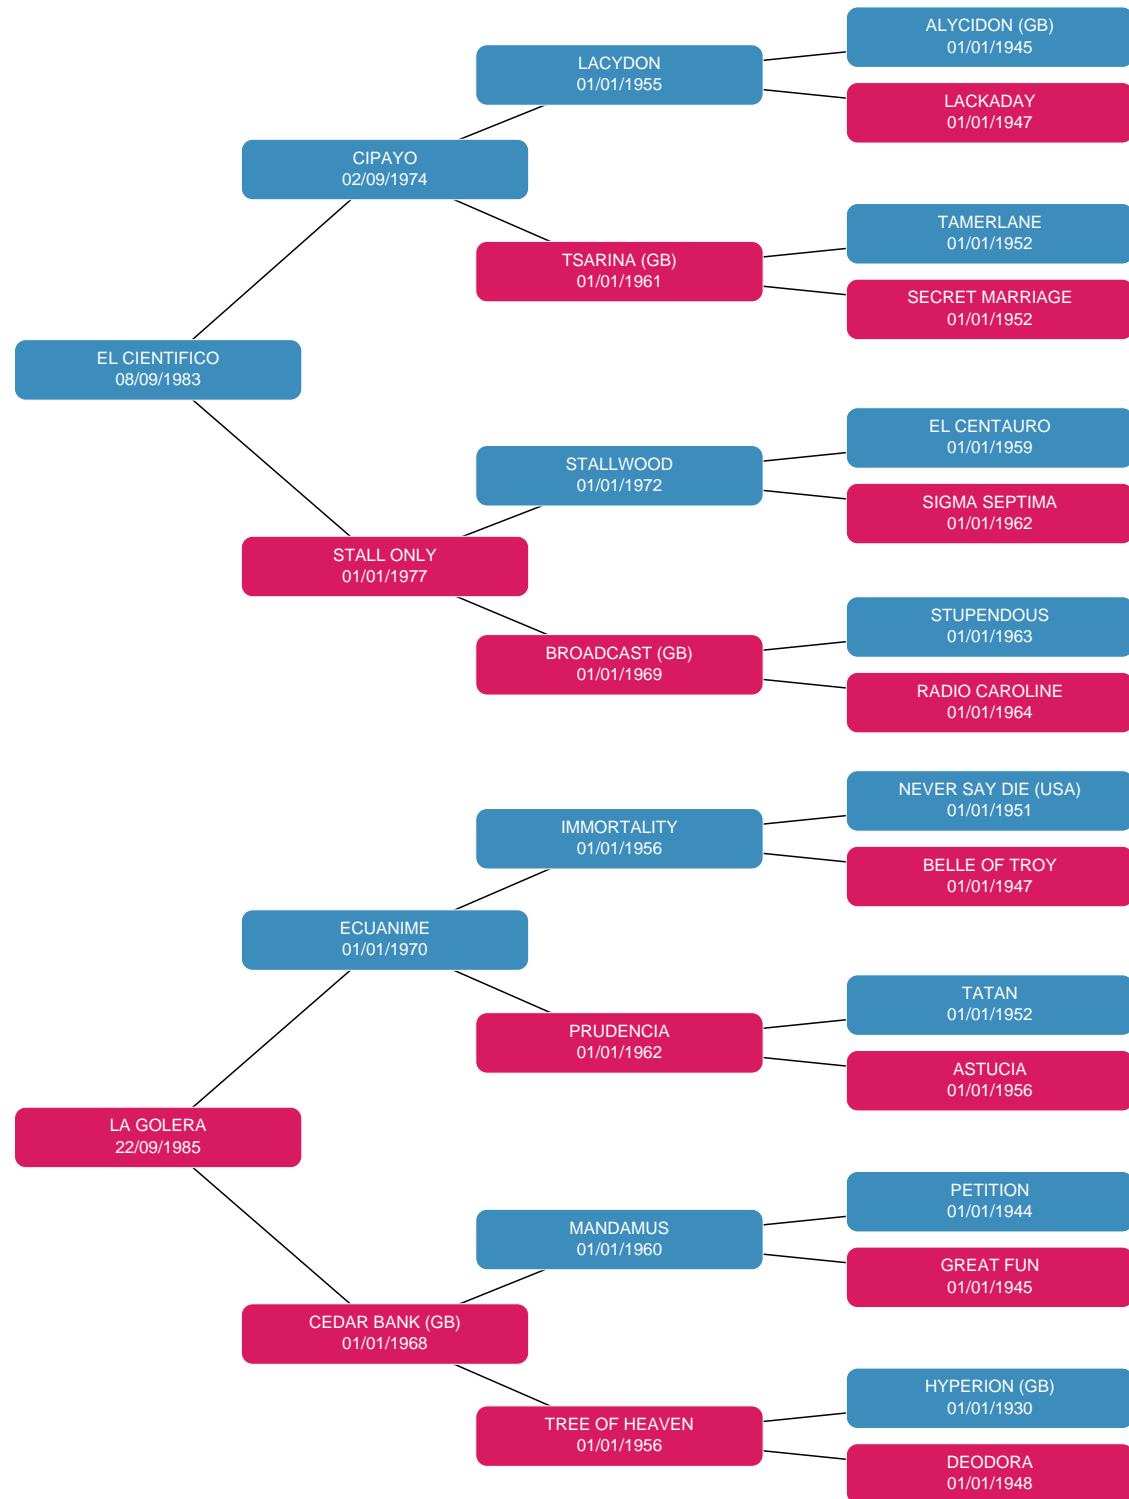 ALYCIDON (GB)
01/01/1945
LACYDON
01/01/1955
LACKADAY
01/01/1947
CIPAYO
02/09/1974
TAMERLANE
01/01/1952
TSARINA (GB)
01/01/1961
SECRET MARRIAGE
01/01/1952
EL CIENTIFICO
08/09/1983
EL CENTAURO
01/01/1959
STALLWOOD
01/01/1972
SIGMA SEPTIMA
01/01/1962
STALL ONLY
01/01/1977
STUPENDOUS
01/01/1963
BROADCAST (GB)
01/01/1969
RADIO CAROLINE
01/01/1964
NEVER SAY DIE (USA)
01/01/1951
IMMORTALITY
01/01/1956
BELLE OF TROY
01/01/1947
ECUANIME
01/01/1970
TATAN
01/01/1952
PRUDENCIA
01/01/1962
ASTUCIA
01/01/1956
LA GOLERA
22/09/1985
PETITION
01/01/1944
MANDAMUS
01/01/1960
GREAT FUN
01/01/1945
CEDAR BANK (GB)
01/01/1968
HYPERION (GB)
01/01/1930
TREE OF HEAVEN
01/01/1956
DEODORA
01/01/1948